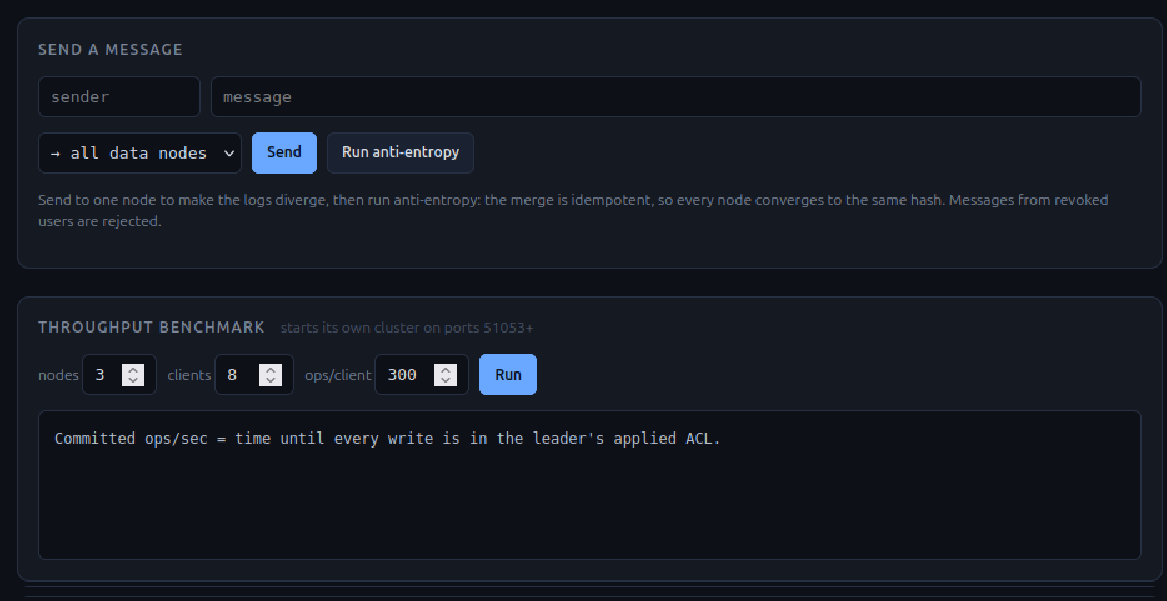 SEND A MESSAGE
sender message
→ all data nodes Send Run anti-entropy
Send to one node to make the logs diverge, then run anti-entropy: the merge is idempotent, so every node converges to the same hash. Messages from revoked
users are rejected.
THROUGHPUT BENCHMARK starts its own cluster on ports 51053+
nodes 3 clients 8 ops/client 300 Run
Committed ops/sec = time until every write is in the leader's applied ACL.